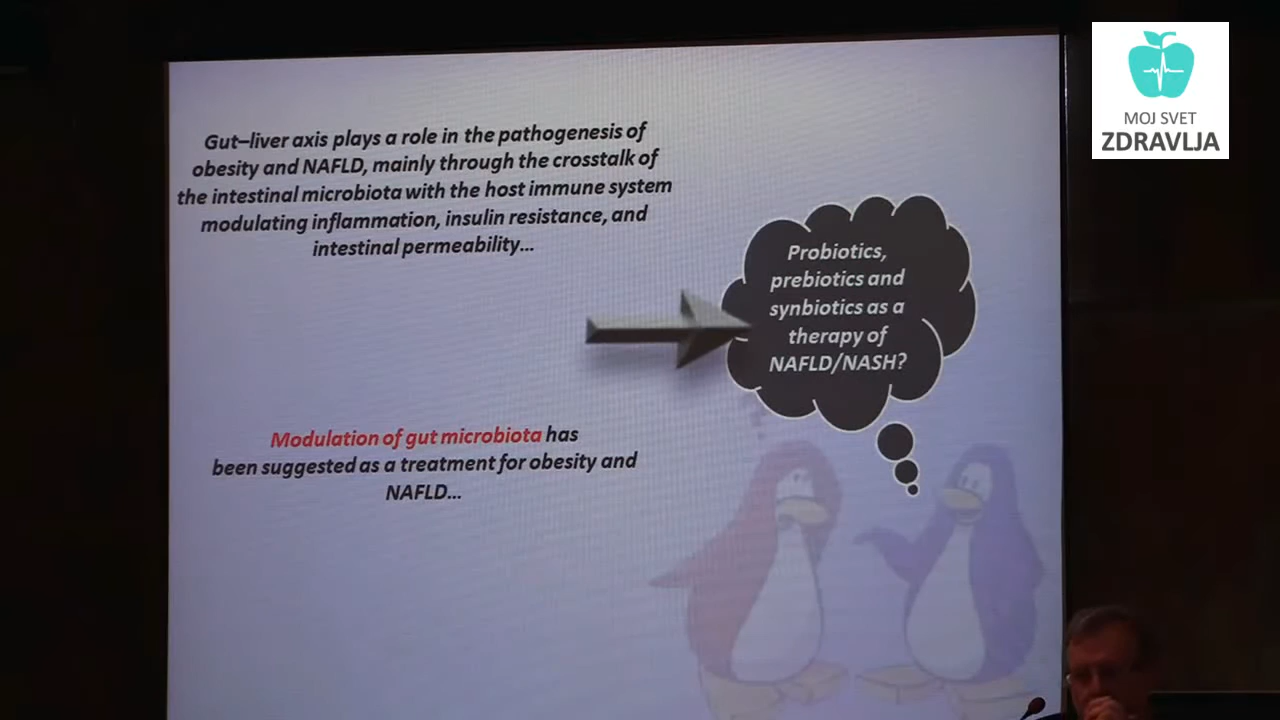 Gut–liver axis plays a role in the pathogenesis of
obesity and NAFLD, mainly through the crosstalk of
the intestinal microbiota with the host immune system
modulating inflammation, insulin resistance, and
intestinal permeability...
Probiotics,
prebiotics and
synbiotics as a
therapy of
NAFLD/NASH?
Modulation of gut microbiota has
been suggested as a treatment for obesity and
NAFLD...
MOJ SVET
ZDRAVLJA